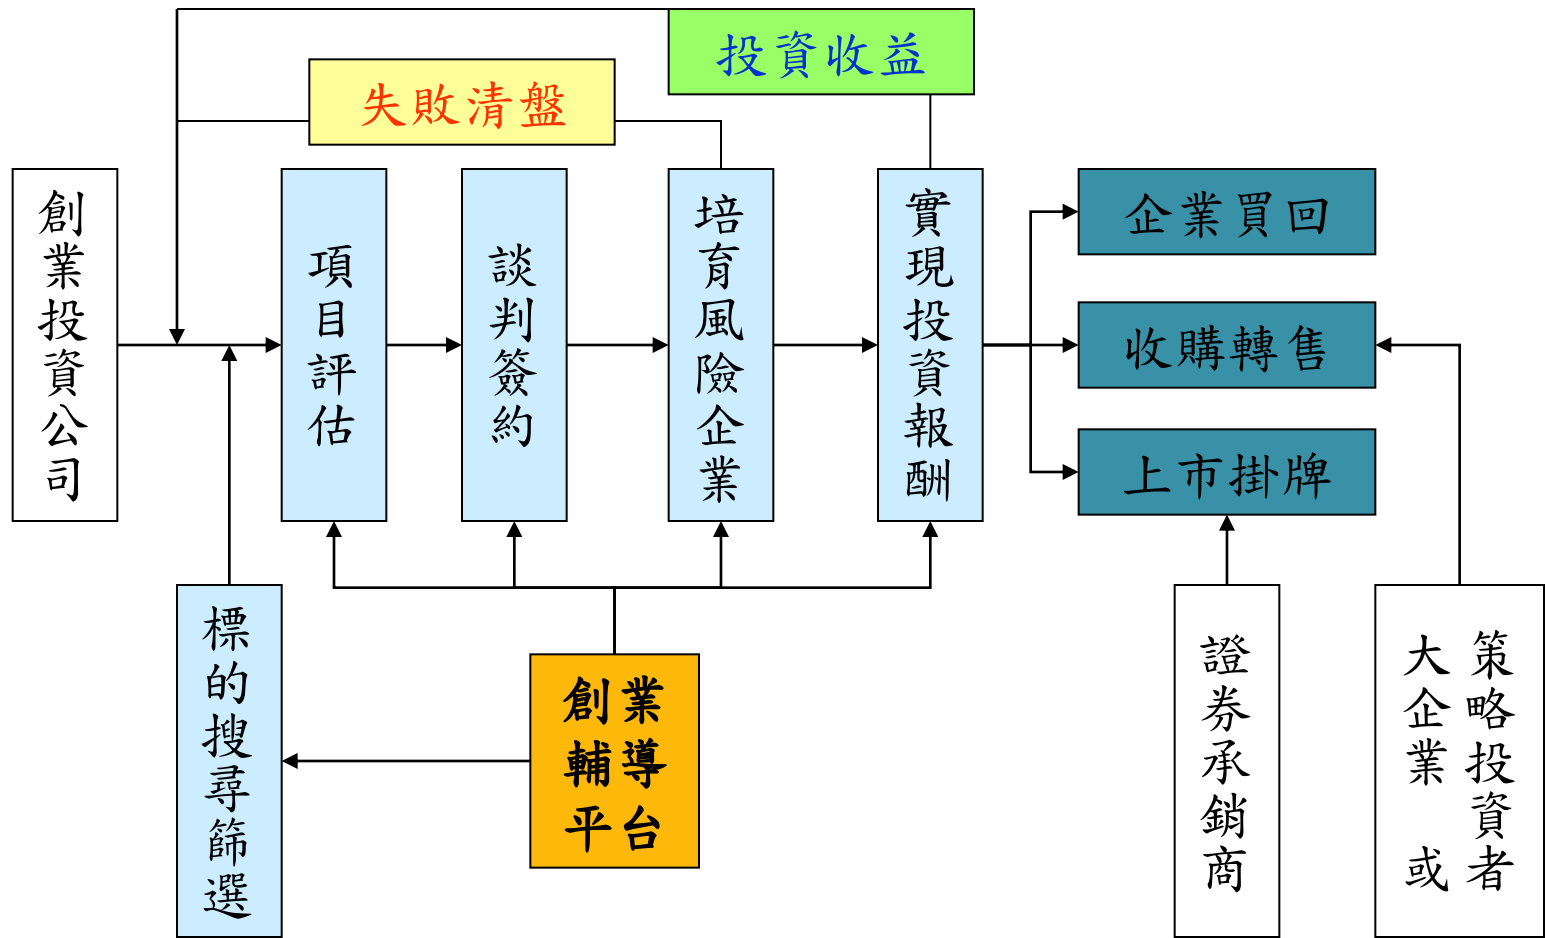 投資收益
失敗清盤
創業投資公司
項目評估
談判簽約
培育風險企業
實現投資報酬
企業買回
收購轉售
上市掛牌
標的搜尋篩選
創業
輔導
平台
證券承銷商
策略投資者
大企業 或